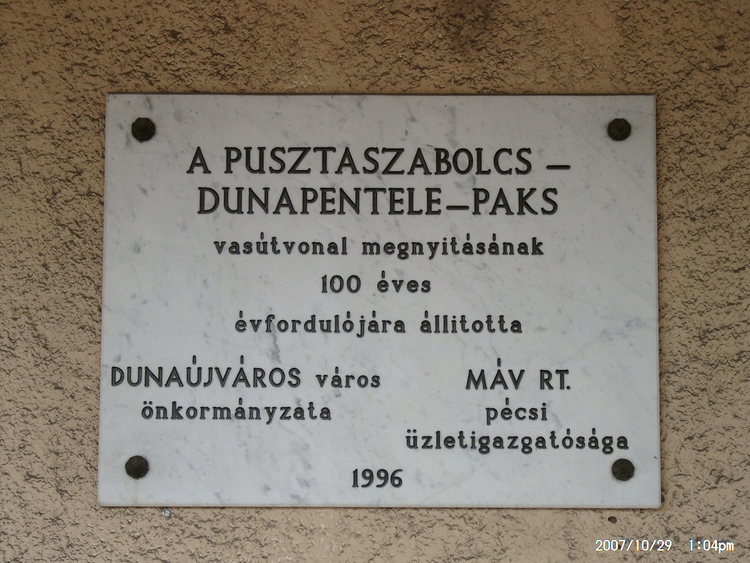 A PUSZTASZABOLCS –
DUNAPENTELE–PAKS
vasútvonal megnyitásának
100 éves
évfordulójára állitotta
DUNAÚJVÁROS város
önkormányzata
MÁV RT.
pécsi
üzletigazgatósága
1996
2007/10/29 1:04pm